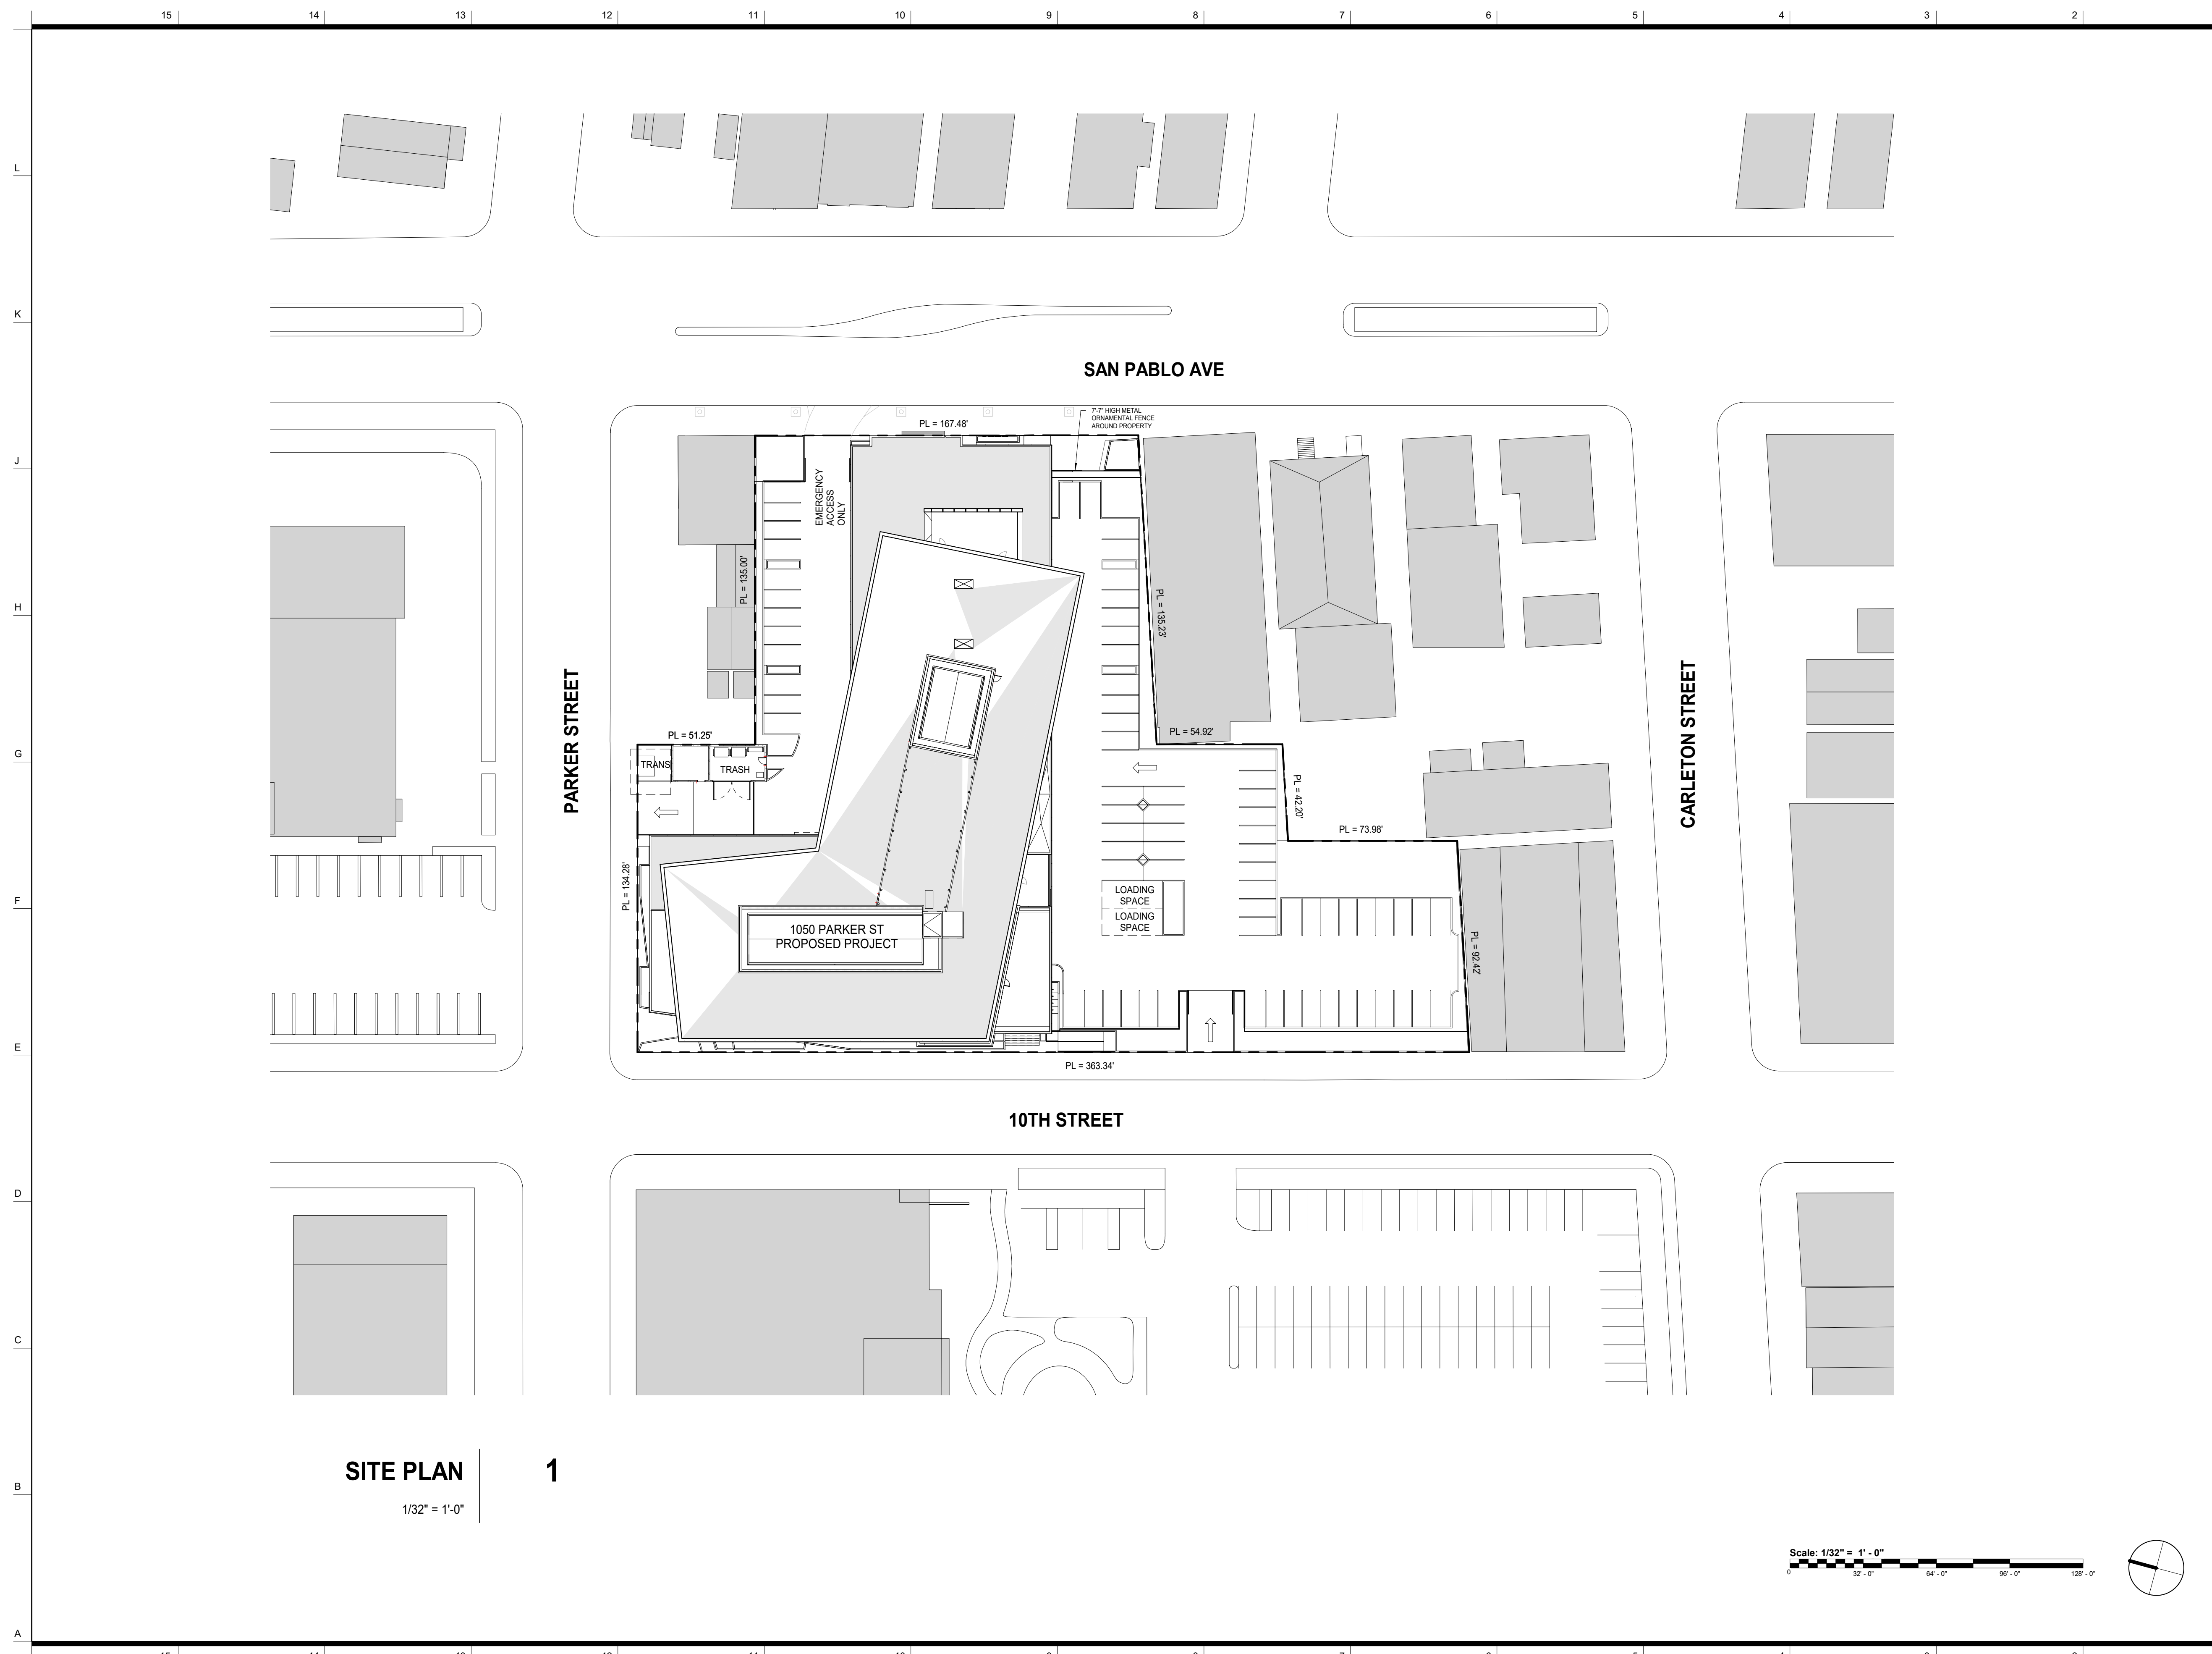 15 14 13 12 11 10 9 8 7 6 5 4 3 2
L
K
SAN PABLO AVE
7'-7" HIGH METAL
ORNAMENTAL FENCE
AROUND PROPERTY
PL = 167.48'
J
EMERGENCY
ACCESS
ONLY
PL = 135.00'
H
PL = 135.23'
PARKER STREET
CARLETON STREET
PL = 51.25'
PL = 54.92'
G
TRANS
TRASH
PL = 42.20'
PL = 73.98'
PL = 134.28'
F
LOADING
SPACE
LOADING
SPACE
1050 PARKER ST
PROPOSED PROJECT
PL = 92.42'
E
PL = 363.34'
10TH STREET
D
C
SITE PLAN
1
B
1/32" = 1'-0"
Scale: 1/32" = 1' - 0"
0 32' - 0" 64' - 0" 96' - 0" 128' - 0"
A